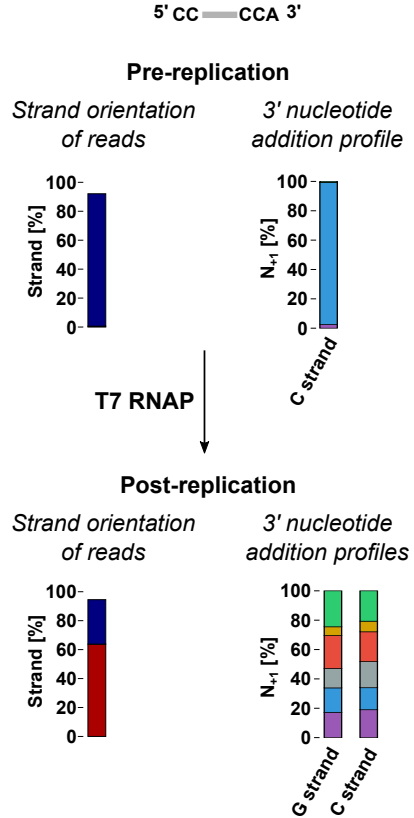 5' CC CCA 3'
Pre-replication
Strand orientation
of reads
3' nucleotide
addition profile
Strand [%]
100
80
60
40
20
0
N+1 [%]
100
80
60
40
20
0
C strand
T7 RNAP
Post-replication
Strand orientation
of reads
3' nucleotide
addition profiles
Strand [%]
100
80
60
40
20
0
N+1 [%]
100
80
60
40
20
0
G strand
C strand